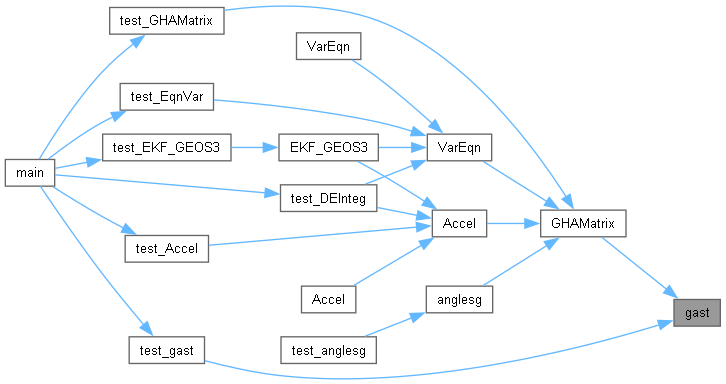 test_GHAMatrix
VarEqn
test_EqnVar
test_EKF_GEOS3
EKF_GEOS3
VarEqn
main
test_DEInteg
Accel
GHAMatrix
test_Accel
Accel
anglesg
gast
test_gast
test_anglesg